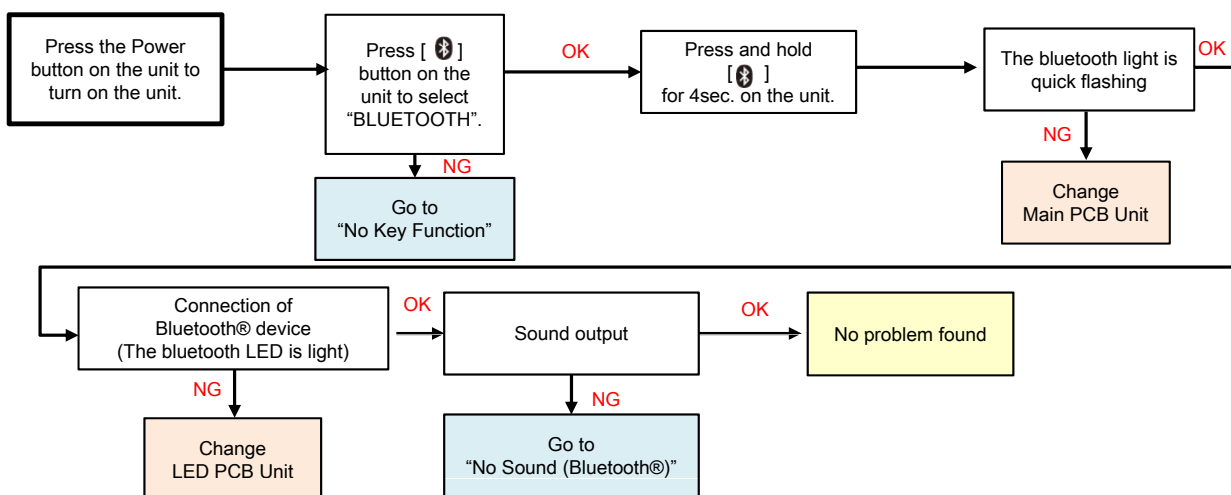 Press the Power
button on the unit to
turn on the unit.
Press [ ]
button on the
unit to select
“BLUETOOTH”.
OK
NG
Go to
“No Key Function”
Press and hold
[ ]
for 4sec. on the unit.
The bluetooth light is
quick flashing
OK
NG
Change
Main PCB Unit
Connection of
Bluetooth® device
(The bluetooth LED is light)
OK
NG
Change
LED PCB Unit
Sound output
OK
NG
Go to
“No Sound (Bluetooth®)”
No problem found